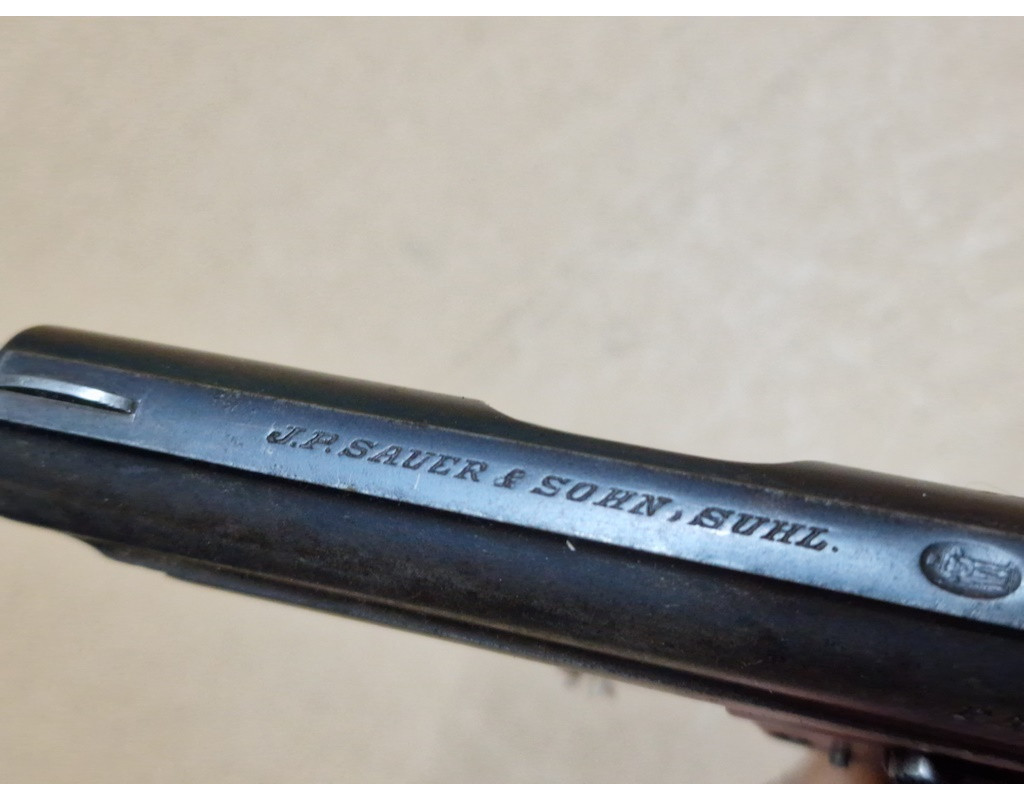 J.P. SAUER & SOHN, SUHL.